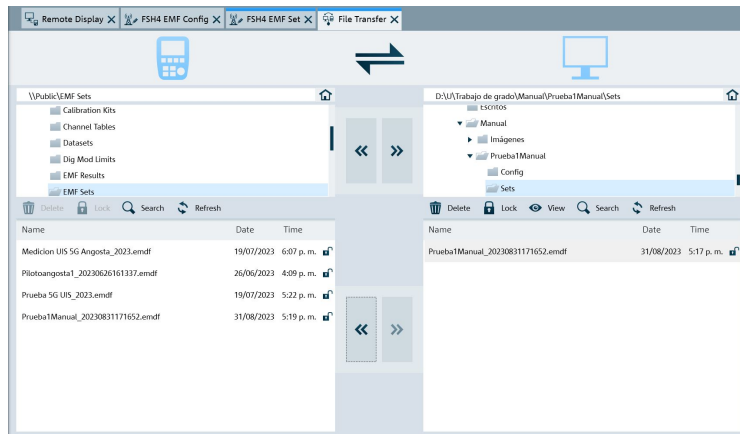 Remote Display X FSH4 EMF Config X FSH4 EMF Set X File Transfer X
\\Public\EMF Sets
Calibration Kits
Channel Tables
Datasets
Dig Mod Limits
EMF Results
EMF Sets
Delete Lock Search Refresh
Name Date Time
Medicion UIS 5G Angosta_2023.emdf 19/07/2023 6:07 p. m.
Pilotoangosta1_20230626161337.emdf 26/06/2023 4:09 p. m.
Prueba 5G UIS_2023.emdf 19/07/2023 5:22 p. m.
Prueba1Manual_20230831171652.emdf 31/08/2023 5:19 p. m.
D:\U\Trabajo de grado\Manual\Prueba1Manual\Sets
Escritos
Manual
Imágenes
Prueba1Manual
Config
Sets
Delete Lock View Search Refresh
Name Date Time
Prueba1Manual_20230831171652.emdf 31/08/2023 5:17 p. m.